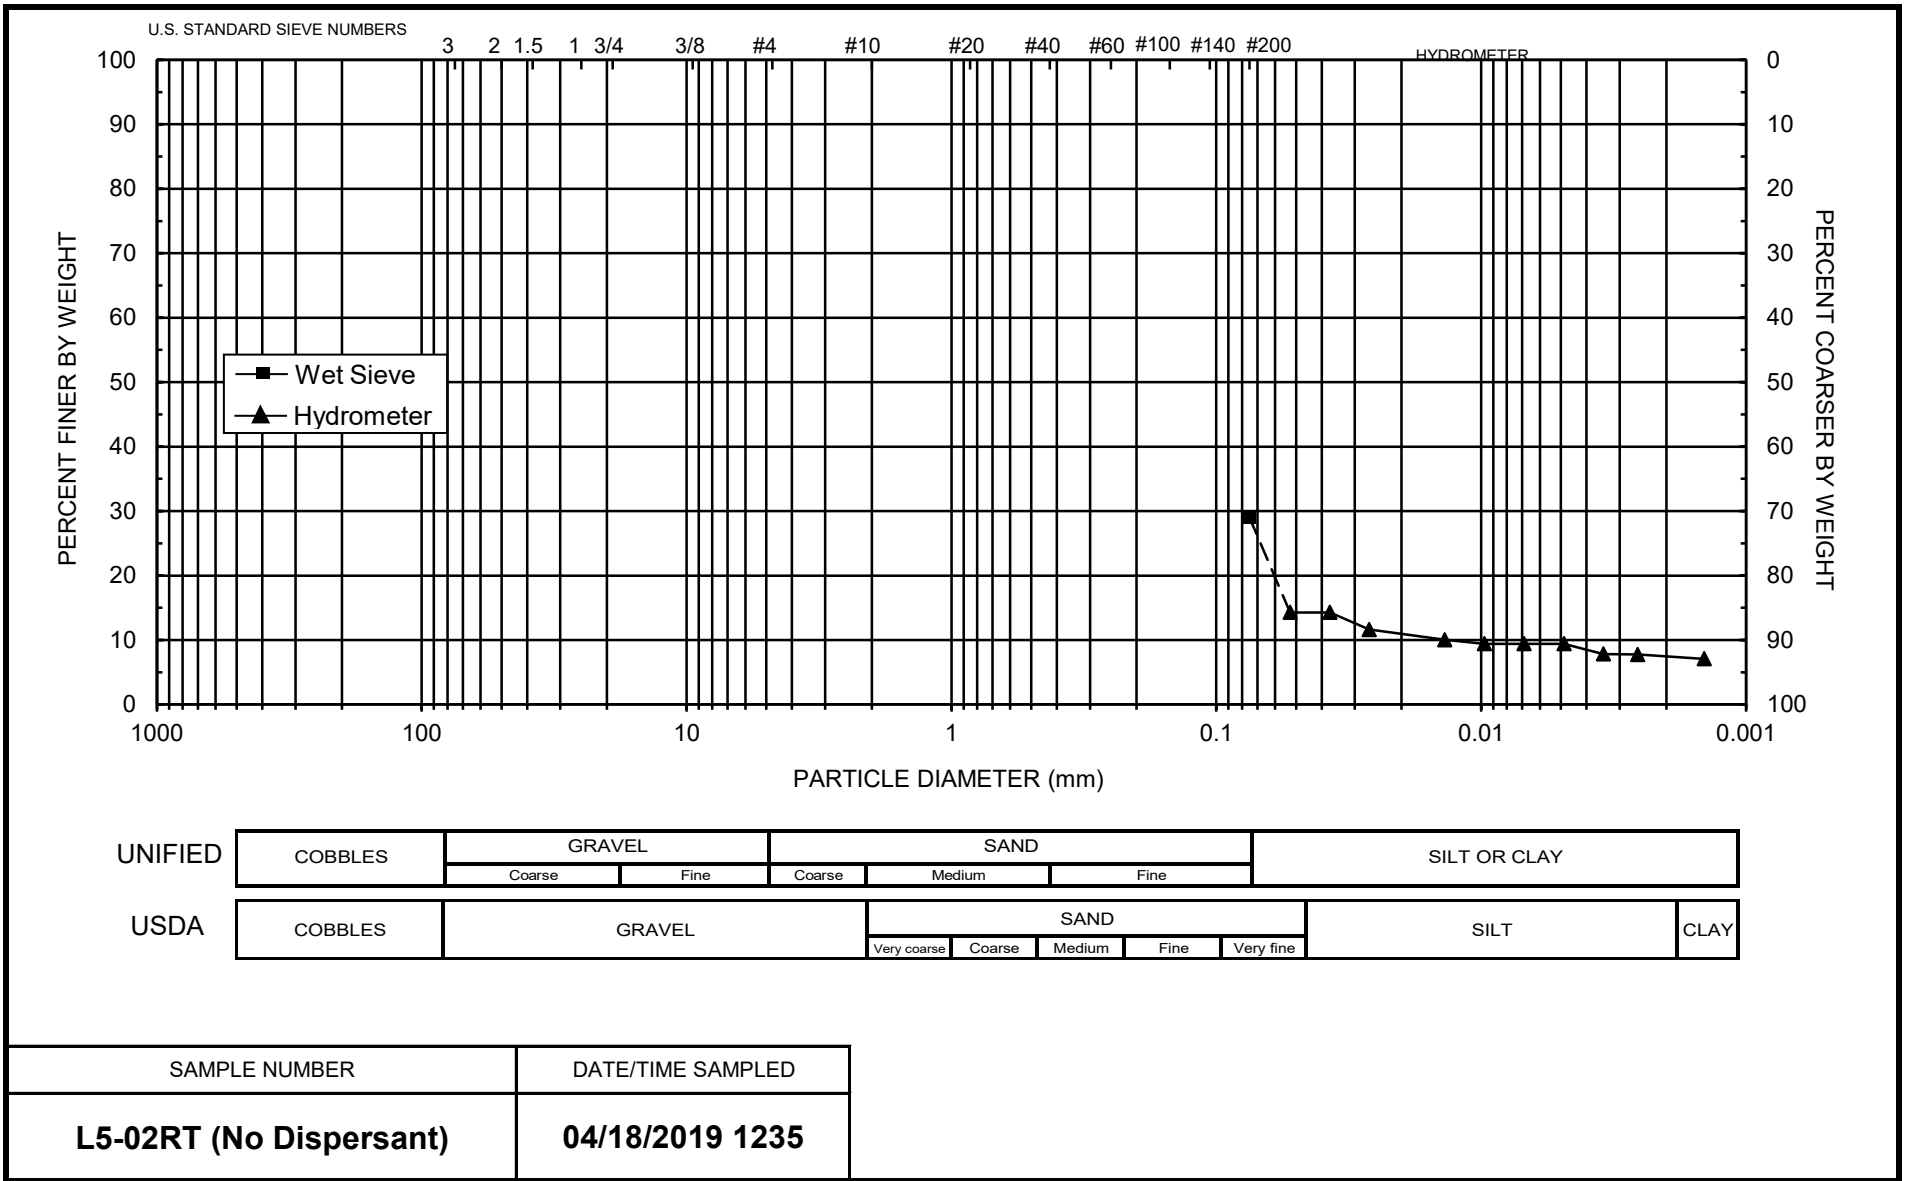 U.S. STANDARD SIEVE NUMBERS
3 2 1.5 1 3/4 3/8 #4 #10 #20 #40 #60 #100 #140 #200
HYDROMETER
100 0
90 10
80 20
70 30
60 40
50 50
40 60
30 70
20 80
10 90
0 100
PERCENT FINER BY WEIGHT
PERCENT COARSER BY WEIGHT
Wet Sieve
Hydrometer
1000 100 10 1 0.1 0.01 0.001
PARTICLE DIAMETER (mm)
UNIFIED
COBBLES
GRAVEL
Coarse Fine
SAND
Coarse Medium Fine
SILT OR CLAY
USDA
COBBLES
GRAVEL
SAND
Very coarse Coarse Medium Fine Very fine
SILT
CLAY
SAMPLE NUMBER
DATE/TIME SAMPLED
L5-02RT (No Dispersant)
04/18/2019 1235